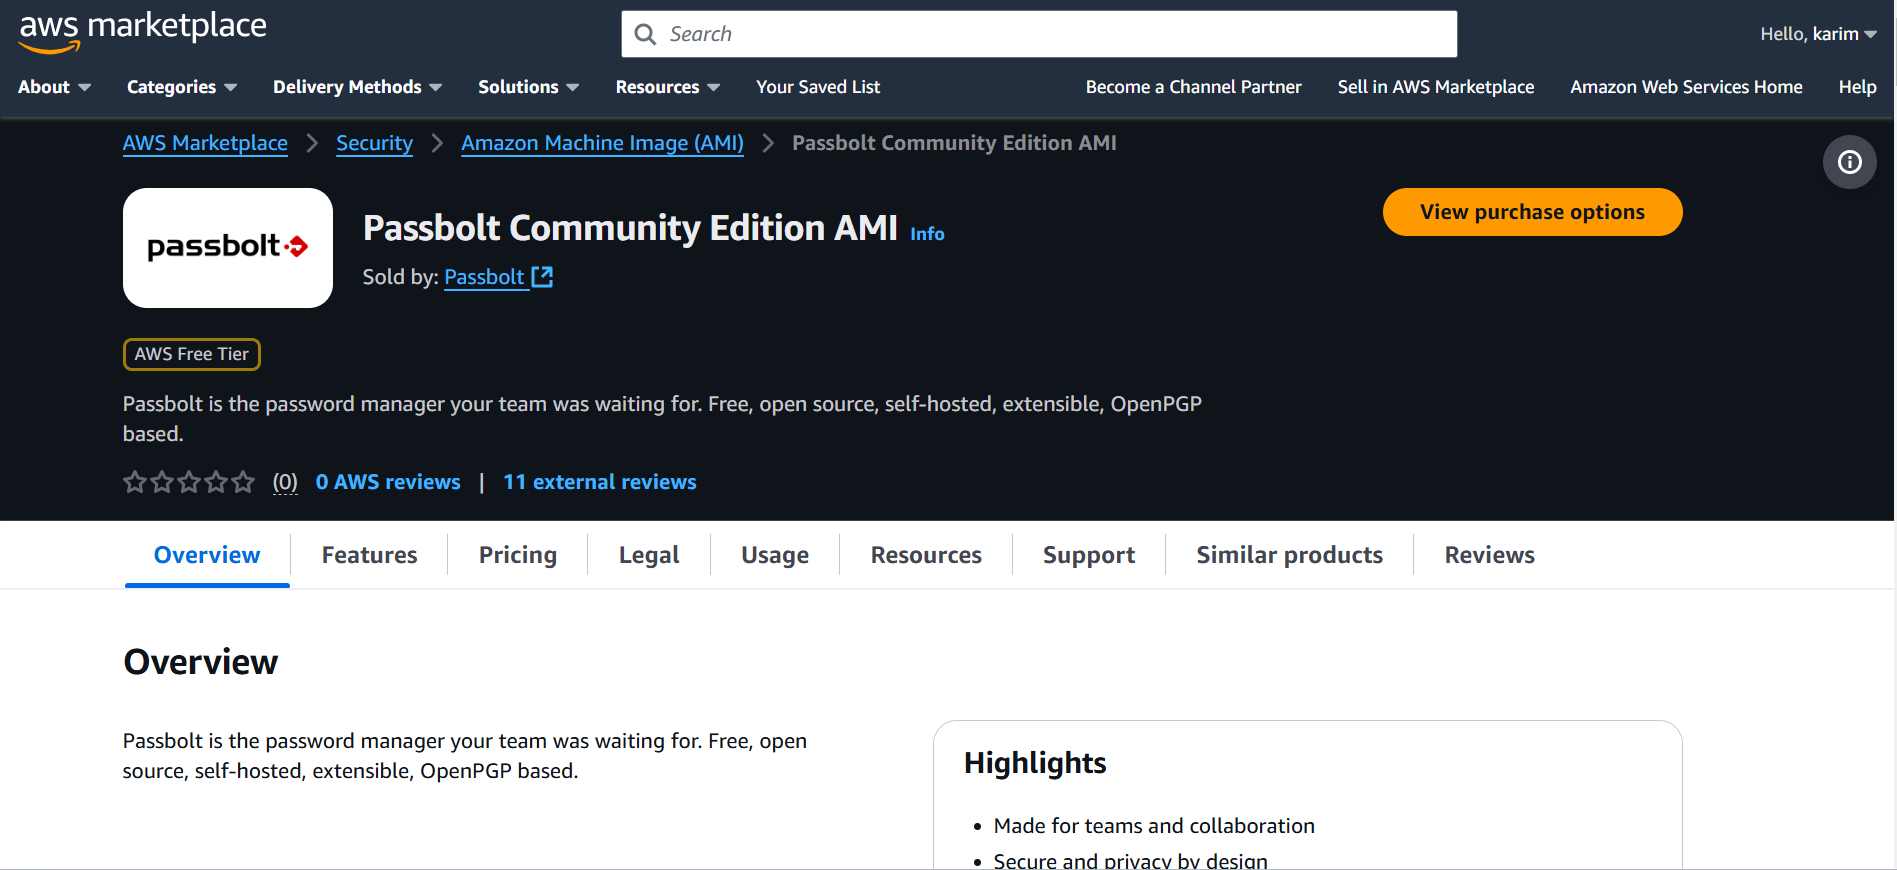 aws marketplace
Search
Hello, karim
About
Categories
Delivery Methods
Solutions
Resources
Your Saved List
Become a Channel Partner
Sell in AWS Marketplace
Amazon Web Services Home
Help
AWS Marketplace > Security > Amazon Machine Image (AMI) > Passbolt Community Edition AMI
passbolt
Passbolt Community Edition AMI Info
Sold by: Passbolt
View purchase options
AWS Free Tier
Passbolt is the password manager your team was waiting for. Free, open source, self-hosted, extensible, OpenPGP
based.
(0) 0 AWS reviews | 11 external reviews
Overview
Features
Pricing
Legal
Usage
Resources
Support
Similar products
Reviews
Overview
Passbolt is the password manager your team was waiting for. Free, open
source, self-hosted, extensible, OpenPGP based.
Highlights
• Made for teams and collaboration
• Secure and privacy by design